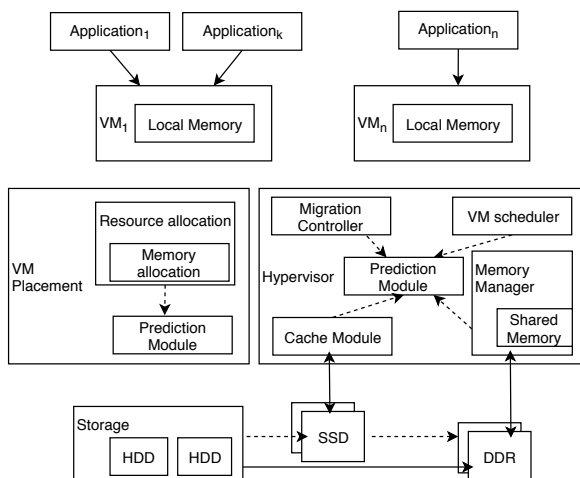 Application1
Applicationk
Applicationn
VM1
Local Memory
VMn
Local Memory
VM
Placement
Resource allocation
Memory
allocation
Prediction
Module
Hypervisor
Migration
Controller
VM scheduler
Prediction
Module
Memory
Manager
Shared
Memory
Cache Module
Storage
HDD
HDD
SSD
DDR